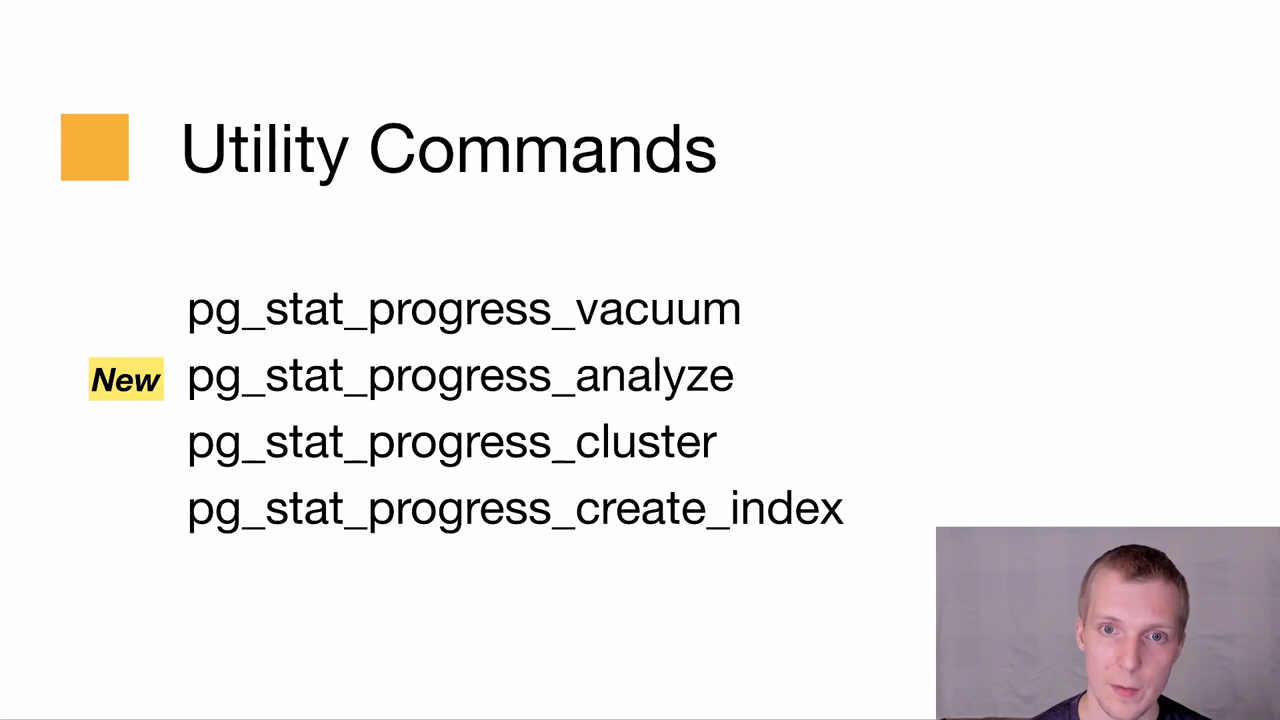 Utility Commands
pg_stat_progress_vacuum
New pg_stat_progress_analyze
pg_stat_progress_cluster
pg_stat_progress_create_index